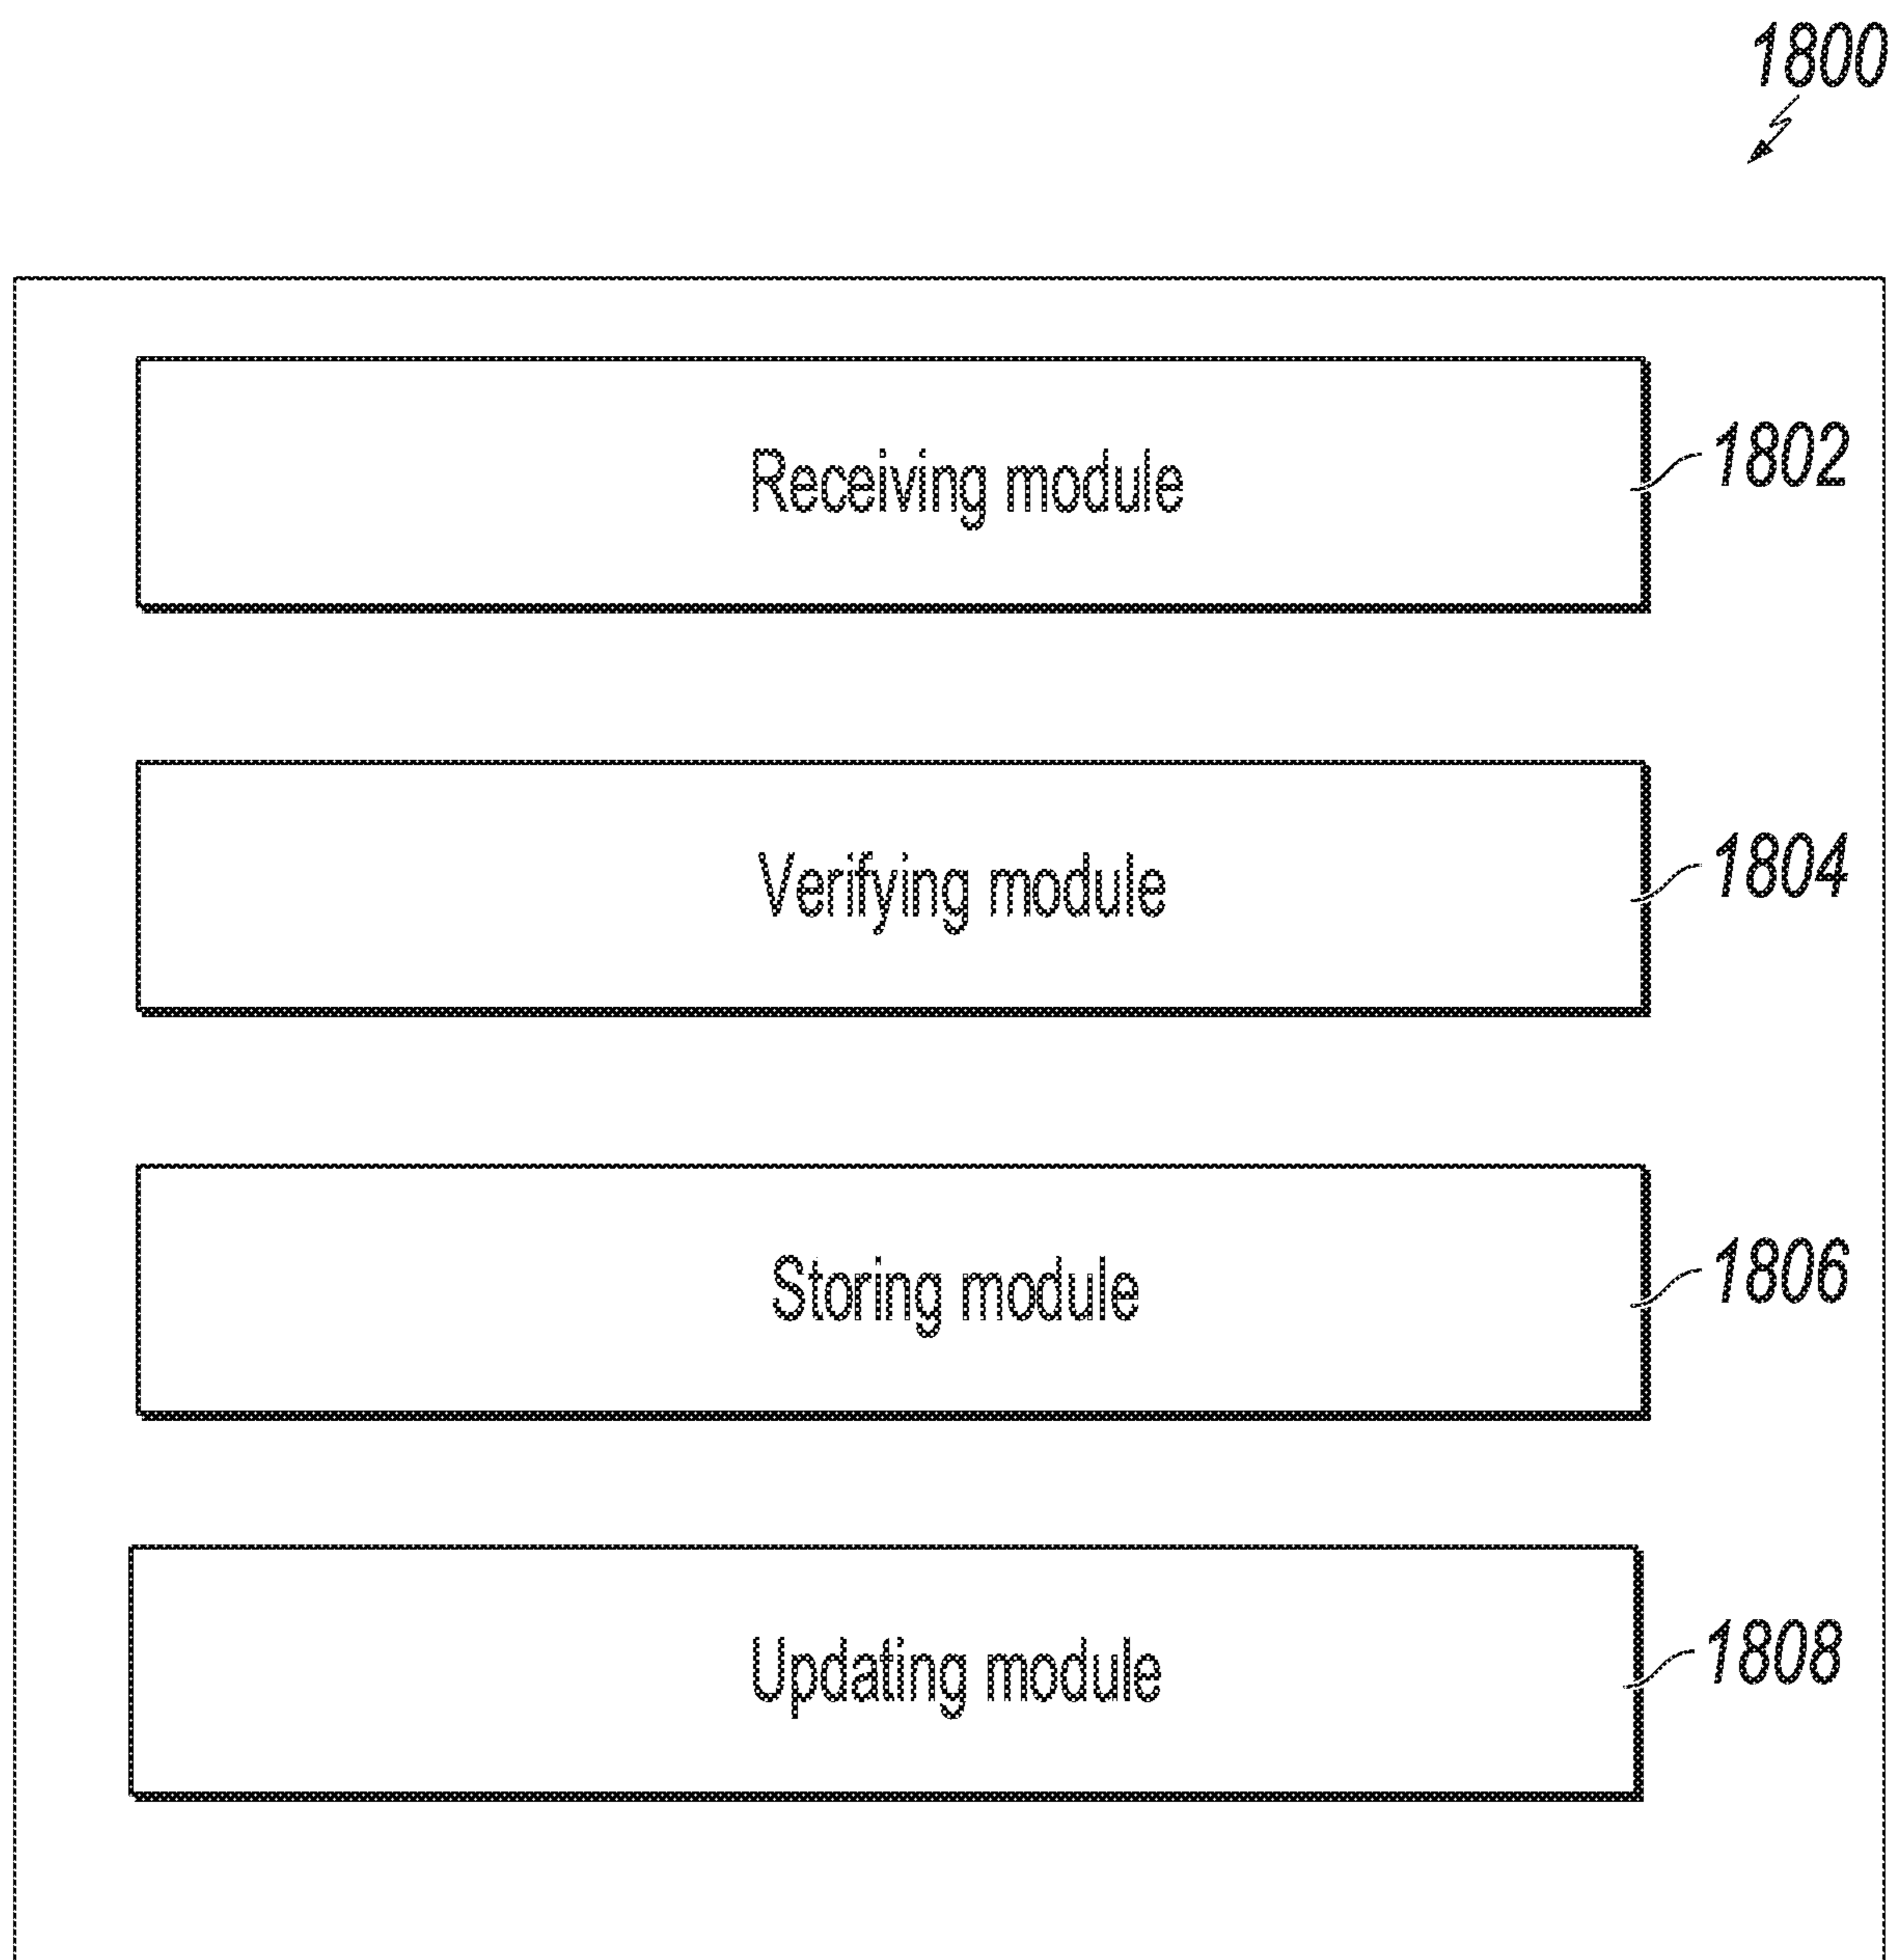 1800
Receiving module
1802
Verifying module
1804
Storing module
1806
Updating module
1808